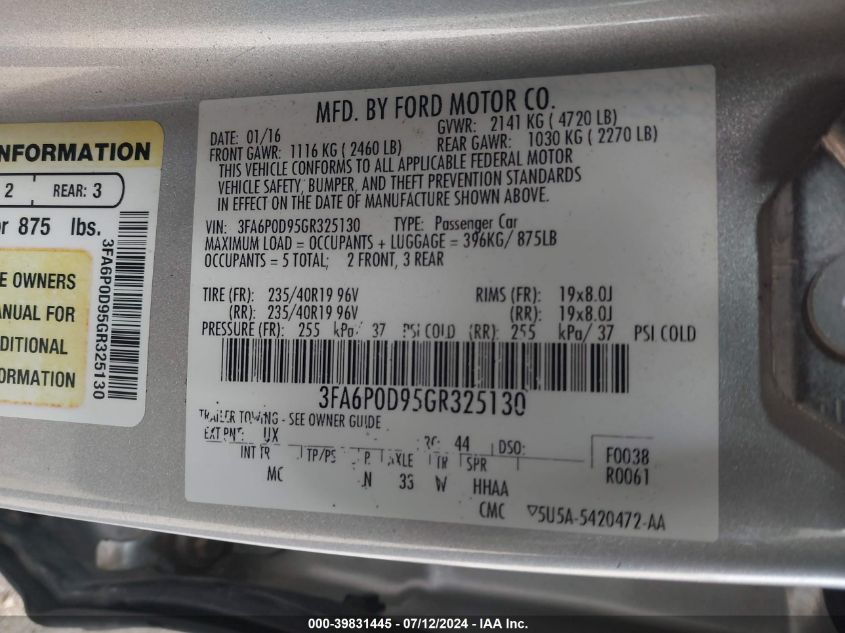 NFORMATION
2 REAR: 3
or 875 lbs.
E OWNERS
ANUAL FOR
DITIONAL
ORMATION
3FA6P0D95GR325130
MFD. BY FORD MOTOR CO.
DATE: 01/16 GVWR: 2141 KG ( 4720 LB)
FRONT GAWR: 1116 KG ( 2460 LB) REAR GAWR: 1030 KG ( 2270 LB)
THIS VEHICLE CONFORMS TO ALL APPLICABLE FEDERAL MOTOR
VEHICLE SAFETY, BUMPER, AND THEFT PREVENTION STANDARDS
IN EFFECT ON THE DATE OF MANUFACTURE SHOWN ABOVE.
VIN: 3FA6P0D95GR325130 TYPE: Passenger Car
MAXIMUM LOAD = OCCUPANTS + LUGGAGE = 396KG/ 875LB
OCCUPANTS = 5 TOTAL; 2 FRONT, 3 REAR
TIRE (FR): 235/40R19 96V RIMS (FR): 19x8.0J
(RR): 235/40R19 96V (RR): 19x8.0J
PRESSURE (FR): 255 kPa/ 37 PSI COLD (RR): 255 kPa/ 37 PSI COLD
3FA6P0D95GR325130
TRAILER TOWING - SEE OWNER GUIDE
EXT PNT: UX RC: 44 DSO: F0038
INT TR TP/PS R AXLE TR SPR R0061
MC N 33 W HHAA
CMC ▽5U5A-5420472-AA
000-39831445 - 07/12/2024 - IAA Inc.